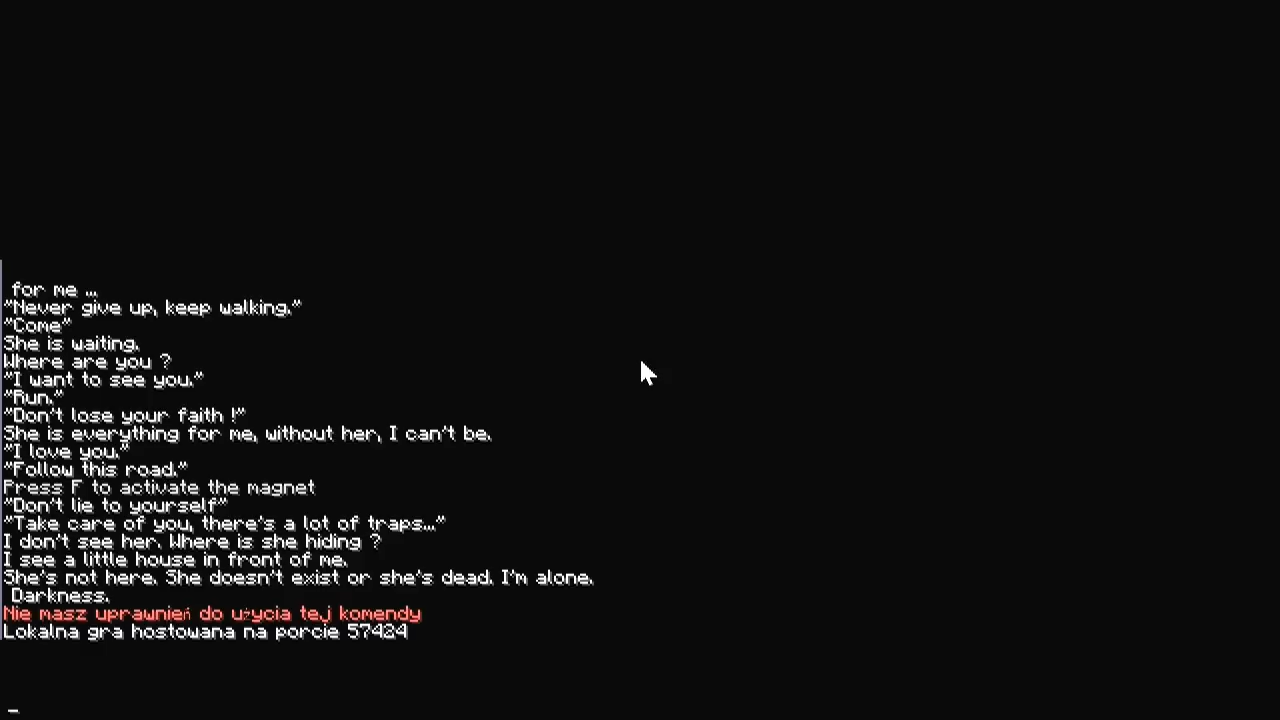 for me ...
"Never give up, keep walking."
"Come"
She is waiting.
Where are you ?
"I want to see you."
"Run."
"Don't lose your faith !"
She is everything for me, without her, I can't be.
"I love you."
"Follow this road."
Press F to activate the magnet
"Don't lie to yourself"
"Take care of you, there's a lot of traps..."
I don't see her. Where is she hiding ?
I see a little house in front of me.
She's not here. She doesn't exist or she's dead. I'm alone.
Darkness.
Nie masz uprawnień do użycia tej komendy
Lokalna gra hostowana na porcie 57424
_